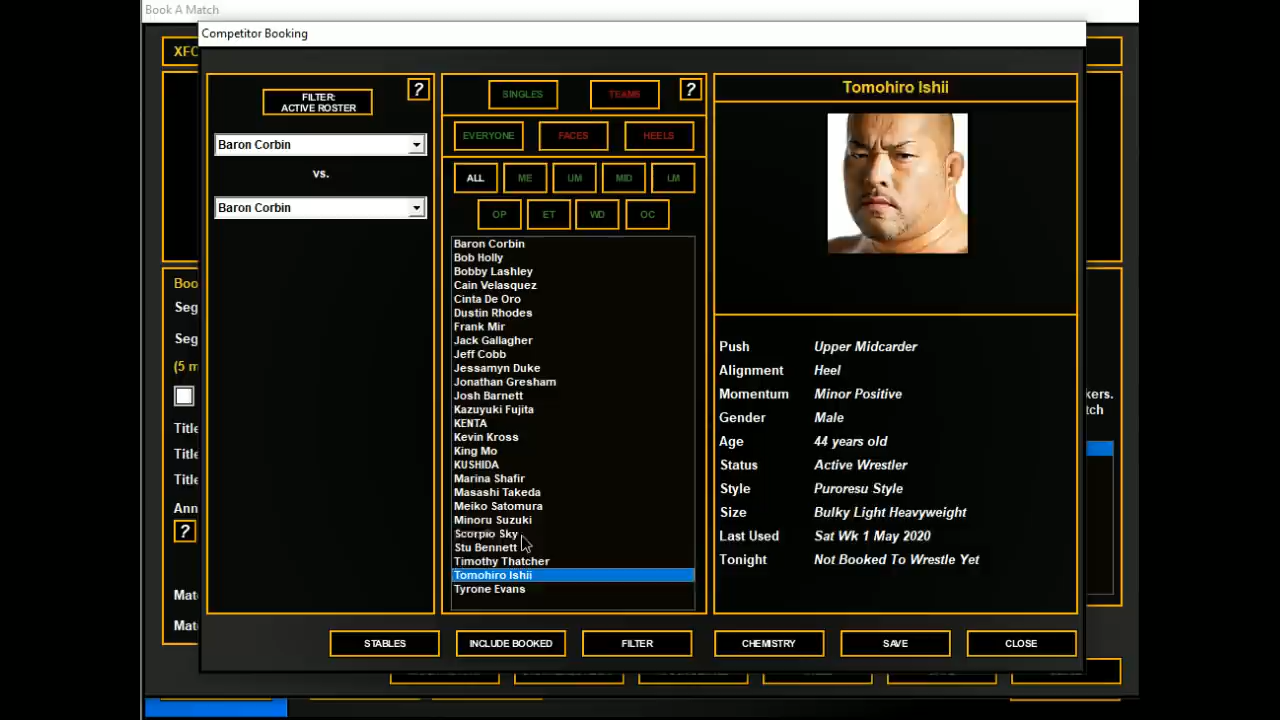 Book A Match
Competitor Booking
XFC
FILTER:
ACTIVE ROSTER
?
Baron Corbin
vs.
Baron Corbin
SINGLES
TEAMS
?
EVERYONE
FACES
HEELS
ALL
ME
UM
MID
LM
OP
ET
WD
OC
Baron Corbin
Bob Holly
Bobby Lashley
Cain Velasquez
Cinta De Oro
Dustin Rhodes
Frank Mir
Jack Gallagher
Jeff Cobb
Jessamyn Duke
Jonathan Gresham
Josh Barnett
Kazuyuki Fujita
KENTA
Kevin Kross
King Mo
KUSHIDA
Marina Shafir
Masashi Takeda
Meiko Satomura
Minoru Suzuki
Scorpio Sky
Stu Bennett
Timothy Thatcher
Tomohiro Ishii
Tyrone Evans
Tomohiro Ishii
Push Upper Midcarder
Alignment Heel
Momentum Minor Positive
Gender Male
Age 44 years old
Status Active Wrestler
Style Puroresu Style
Size Bulky Light Heavyweight
Last Used Sat Wk 1 May 2020
Tonight Not Booked To Wrestle Yet
Boo
Seg
Seg
(5 m
Title
Title
Title
Ann
?
Mat
Mat
kers.
tch
STABLES
INCLUDE BOOKED
FILTER
CHEMISTRY
SAVE
CLOSE